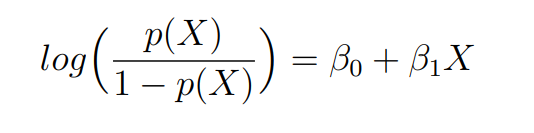 log(p(X)/(1 − p(X))) = β₀ + β₁X